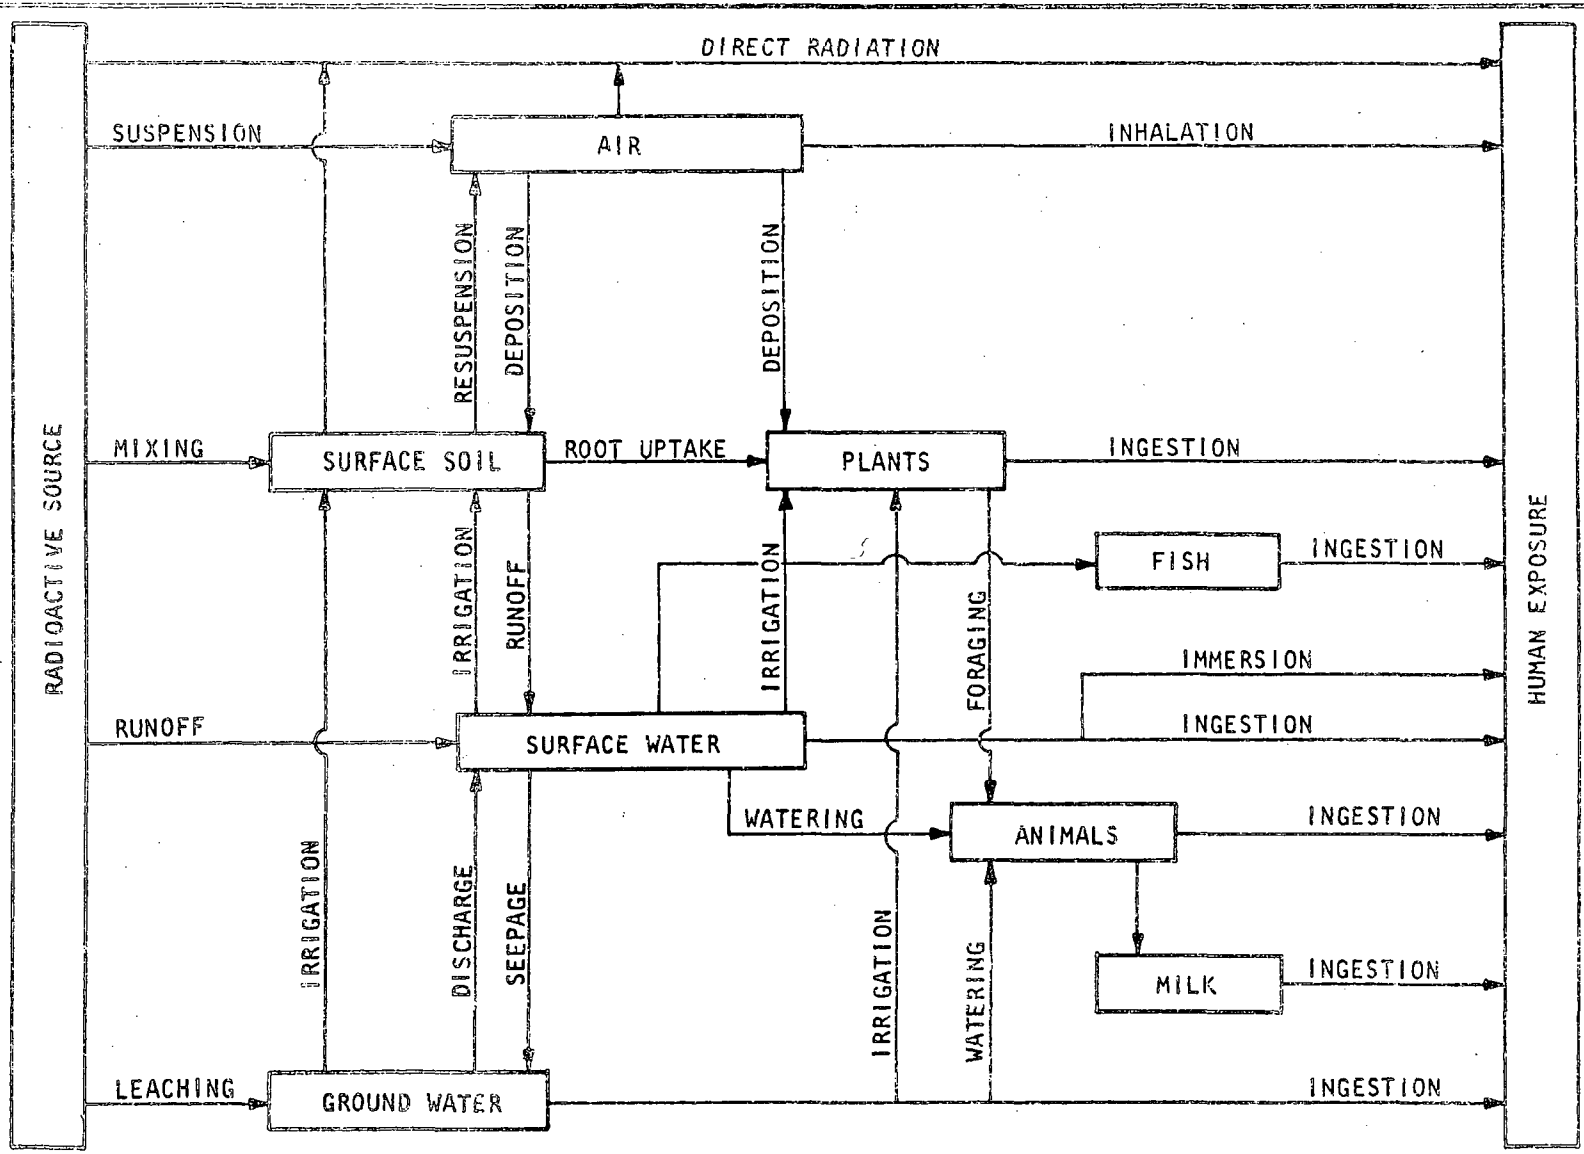 DIRECT RADIATION
SUSPENSION
AIR
INHALATION
RESUSPENSION
DEPOSITION
DEPOSITION
RADIOACTIVE SOURCE
MIXING
SURFACE SOIL
ROOT UPTAKE
PLANTS
INGESTION
HUMAN EXPOSURE
IRRIGATION
RUNOFF
IRRIGATION
FISH
INGESTION
FORAGING
IMMERSION
RUNOFF
SURFACE WATER
INGESTION
WATERING
ANIMALS
INGESTION
IRRIGATION
DISCHARGE
SEEPAGE
IRRIGATION
WATERING
MILK
INGESTION
LEACHING
GROUND WATER
INGESTION